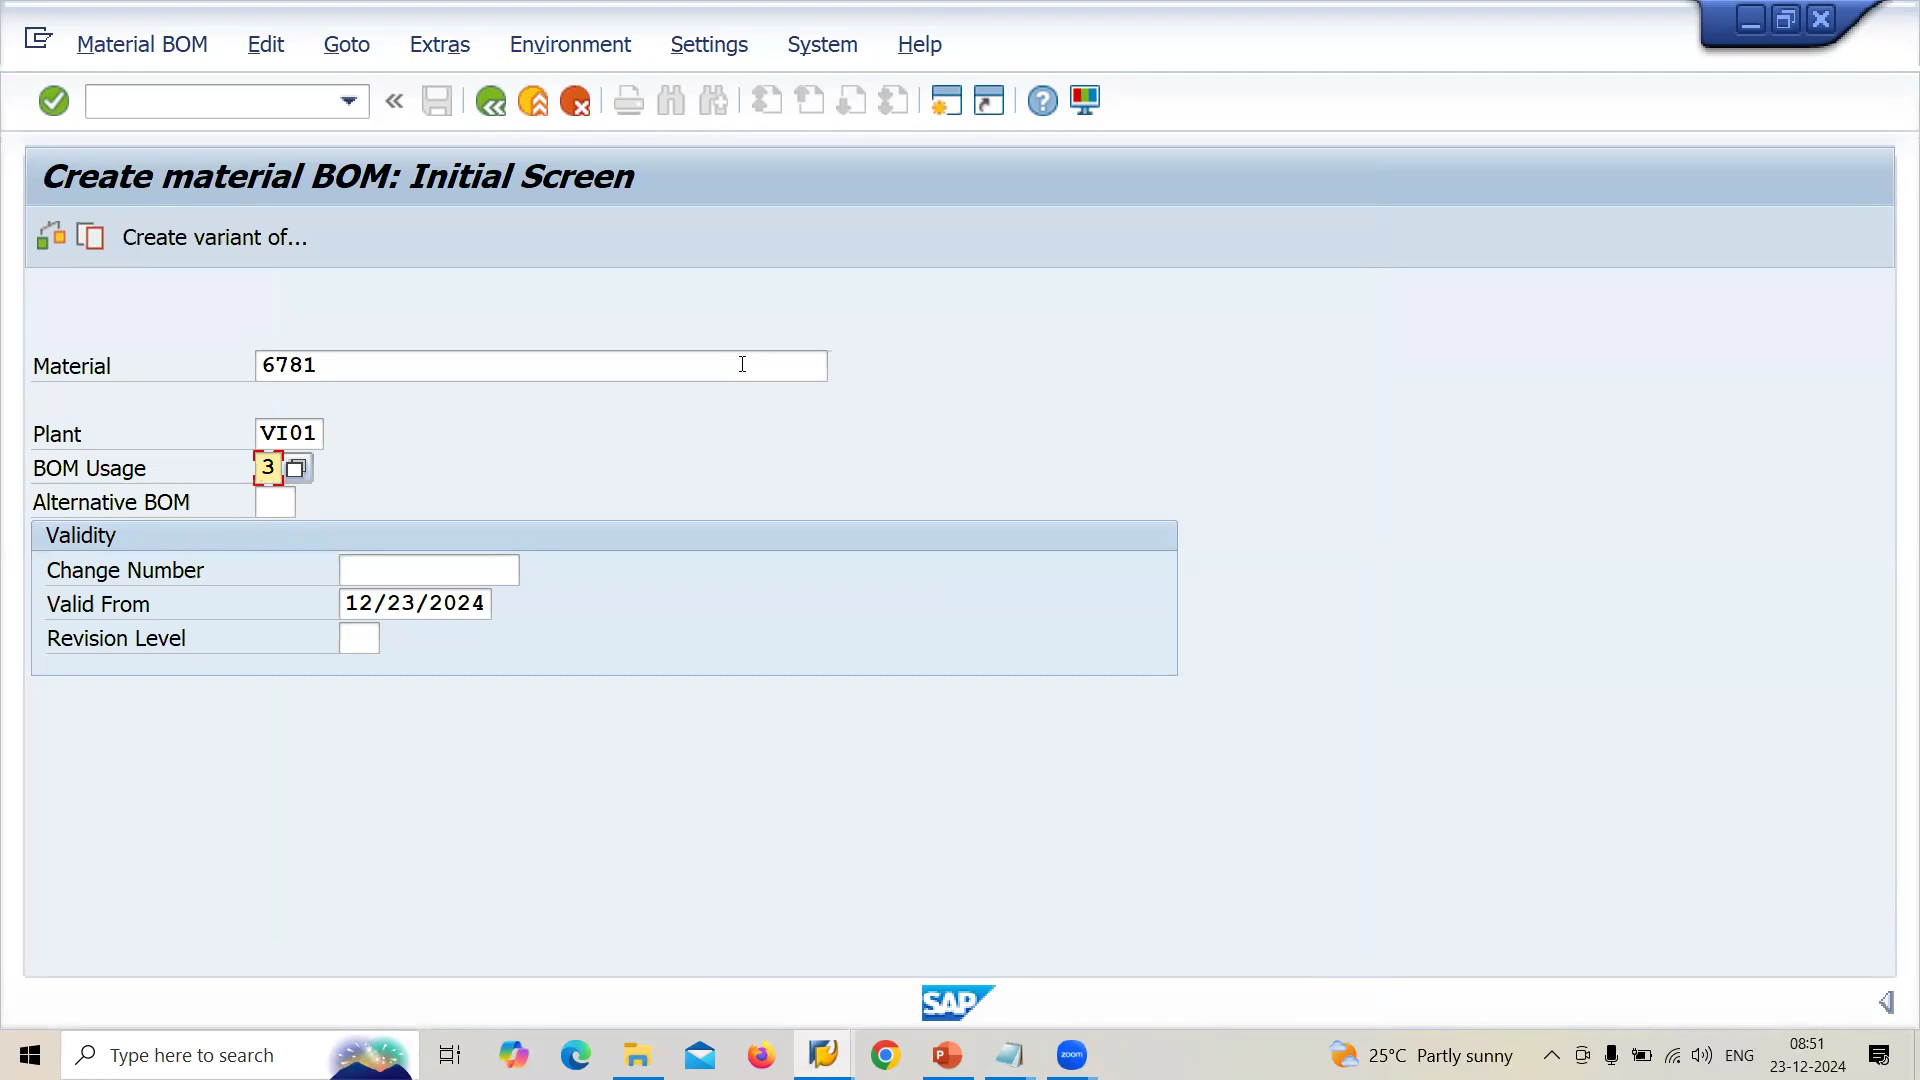 Material BOM Edit Goto Extras Environment Settings System Help
Create material BOM: Initial Screen
Create variant of...
Material 6781
Plant VI01
BOM Usage 3
Alternative BOM
Validity
Change Number
Valid From 12/23/2024
Revision Level
SAP
Type here to search
zoom
25°C Partly sunny
ENG
08:51
23-12-2024